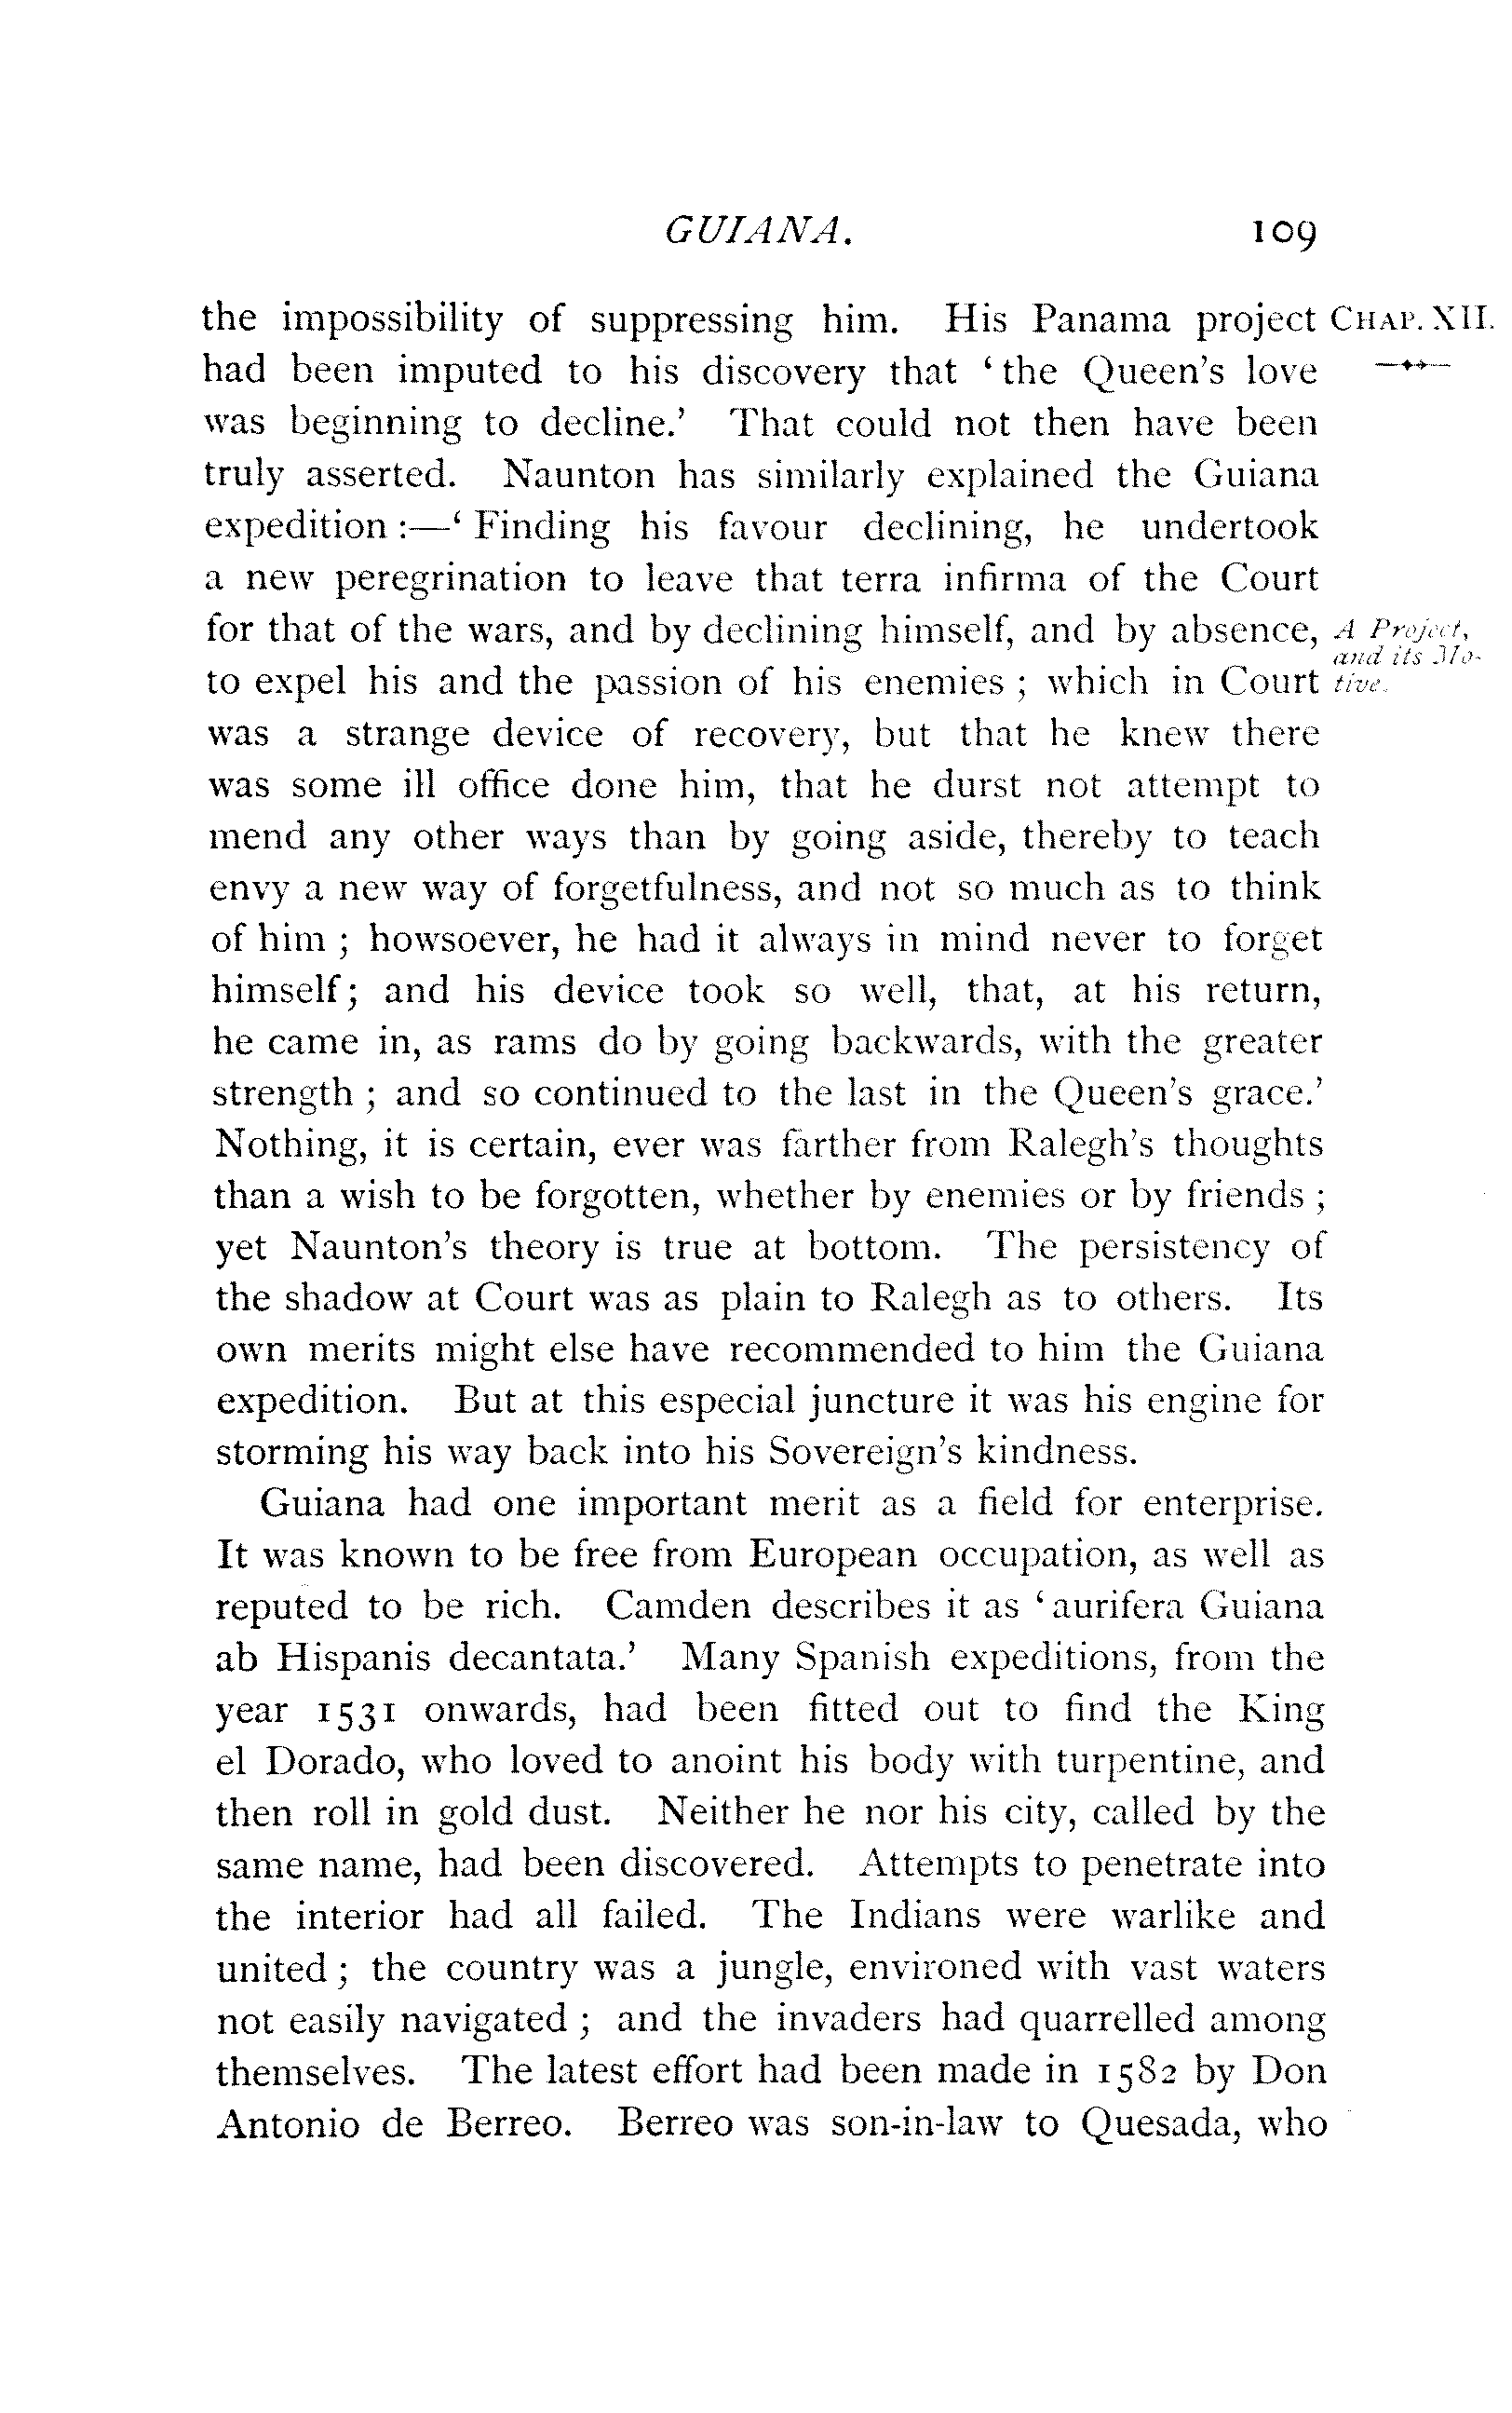 GUIANA. 109
the impossibility of suppressing him. His Panama project CHAP. XII.
had been imputed to his discovery that ‘the Queen's love
was beginning to decline.’ That could not then have been
truly asserted. Naunton has similarly explained the Guiana
expedition :—‘ Finding his favour declining, he undertook
a new peregrination to leave that terra infirma of the Court
for that of the wars, and by declining himself, and by absence,
to expel his and the passion of his enemies ; which in Court
A Project,
and its Mo-
tive.
was a strange device of recovery, but that he knew there
was some ill office done him, that he durst not attempt to
mend any other ways than by going aside, thereby to teach
envy a new way of forgetfulness, and not so much as to think
of him ; howsoever, he had it always in mind never to forget
himself; and his device took so well, that, at his return,
he came in, as rams do by going backwards, with the greater
strength ; and so continued to the last in the Queen's grace.’
Nothing, it is certain, ever was farther from Ralegh's thoughts
than a wish to be forgotten, whether by enemies or by friends ;
yet Naunton's theory is true at bottom. The persistency of
the shadow at Court was as plain to Ralegh as to others. Its
own merits might else have recommended to him the Guiana
expedition. But at this especial juncture it was his engine for
storming his way back into his Sovereign's kindness.
Guiana had one important merit as a field for enterprise.
It was known to be free from European occupation, as well as
reputed to be rich. Camden describes it as ‘aurifera Guiana
ab Hispanis decantata.’ Many Spanish expeditions, from the
year 1531 onwards, had been fitted out to find the King
el Dorado, who loved to anoint his body with turpentine, and
then roll in gold dust. Neither he nor his city, called by the
same name, had been discovered. Attempts to penetrate into
the interior had all failed. The Indians were warlike and
united ; the country was a jungle, environed with vast waters
not easily navigated ; and the invaders had quarrelled among
themselves. The latest effort had been made in 1582 by Don
Antonio de Berreo. Berreo was son-in-law to Quesada, who